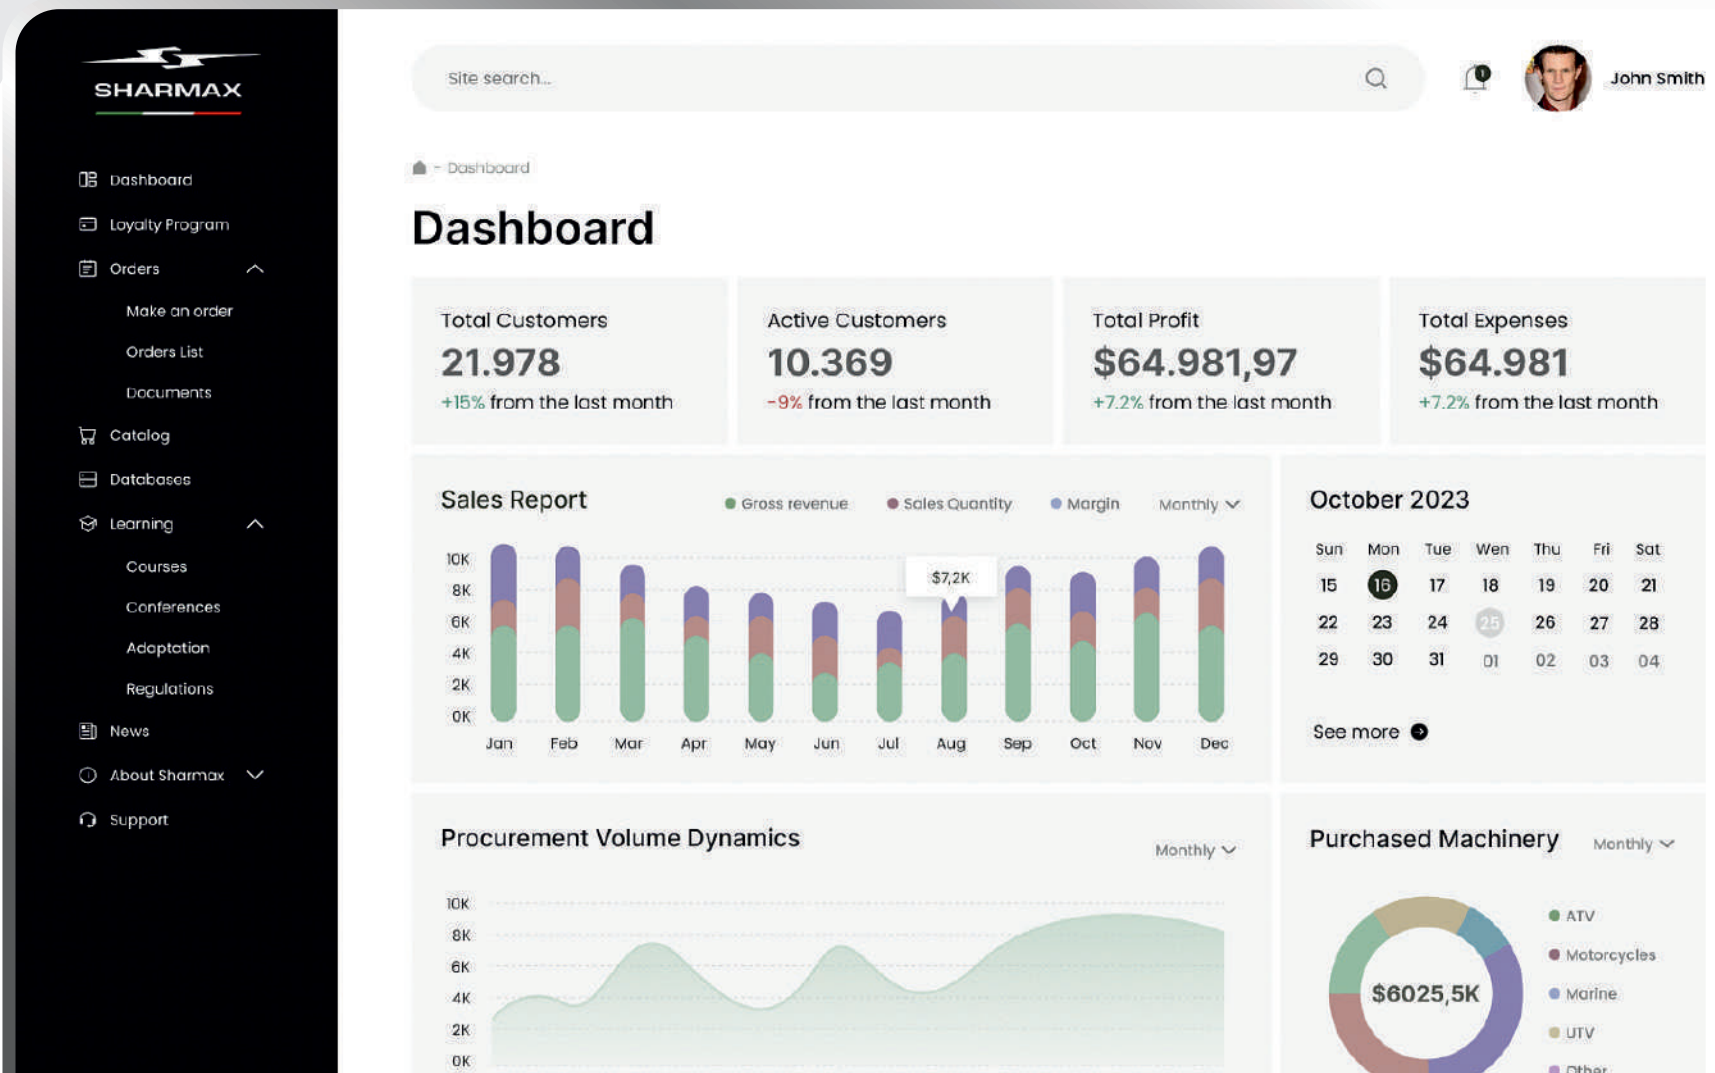 SHARMAX
Dashboard
Loyalty Program
Orders
Make an order
Orders List
Documents
Catalog
Databases
Learning
Courses
Conferences
Adaptation
Regulations
News
About Sharmax
Support
Site search...
1
John Smith
- Dashboard
Dashboard
Total Customers
21.978
+15% from the last month
Active Customers
10.369
-9% from the last month
Total Profit
$64.981,97
+7.2% from the last month
Total Expenses
$64.981
+7.2% from the last month
Sales Report
Gross revenue Sales Quantity Margin Monthly
10K
8K
6K
4K
2K
0K
$7,2K
Jan Feb Mar Apr May Jun Jul Aug Sep Oct Nov Dec
October 2023
Sun Mon Tue Wen Thu Fri Sat
15 16 17 18 19 20 21
22 23 24 25 26 27 28
29 30 31 01 02 03 04
See more
Procurement Volume Dynamics
Monthly
10K
8K
6K
4K
2K
0K
Purchased Machinery
Monthly
$6025,5K
ATV
Motorcycles
Marine
UTV
Other